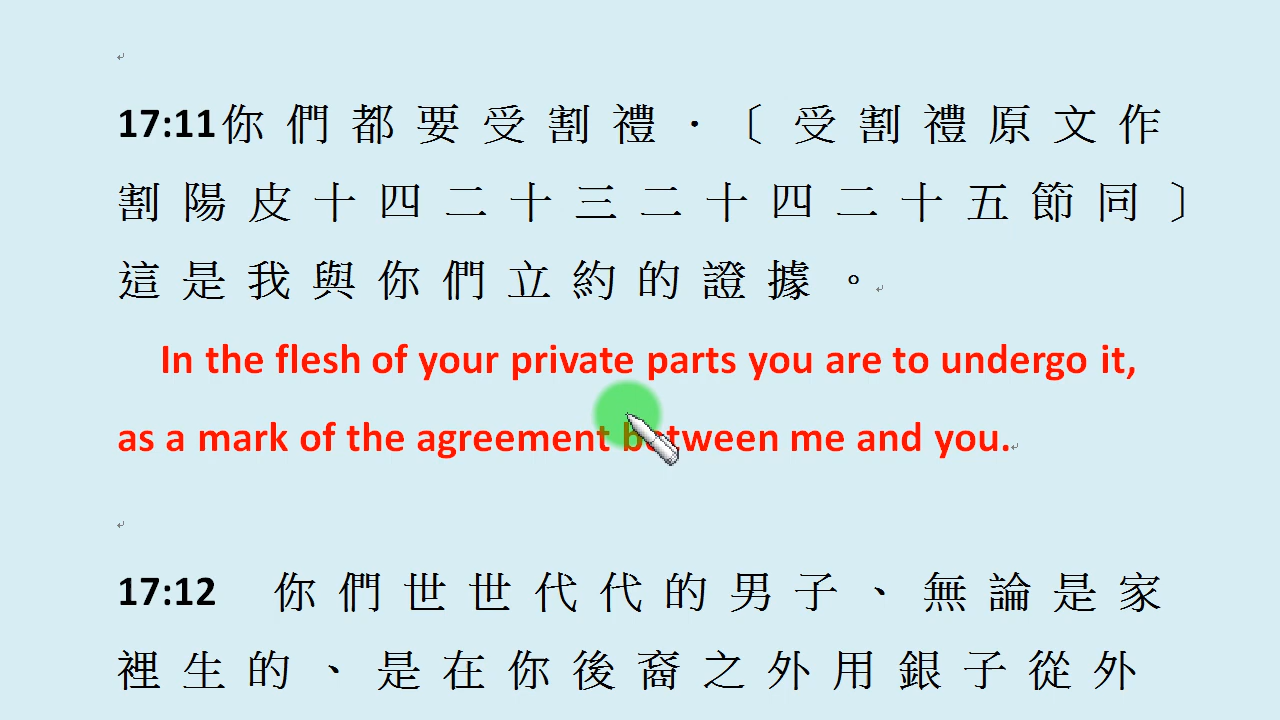 17:11你們都要受割禮．〔受割禮原文作
割陽皮十四二十三二十四二十五節同〕
這是我與你們立約的證據。
In the flesh of your private parts you are to undergo it,
as a mark of the agreement between me and you.
17:12 你們世世代代的男子、無論是家
裡生的、是在你後裔之外用銀子從外